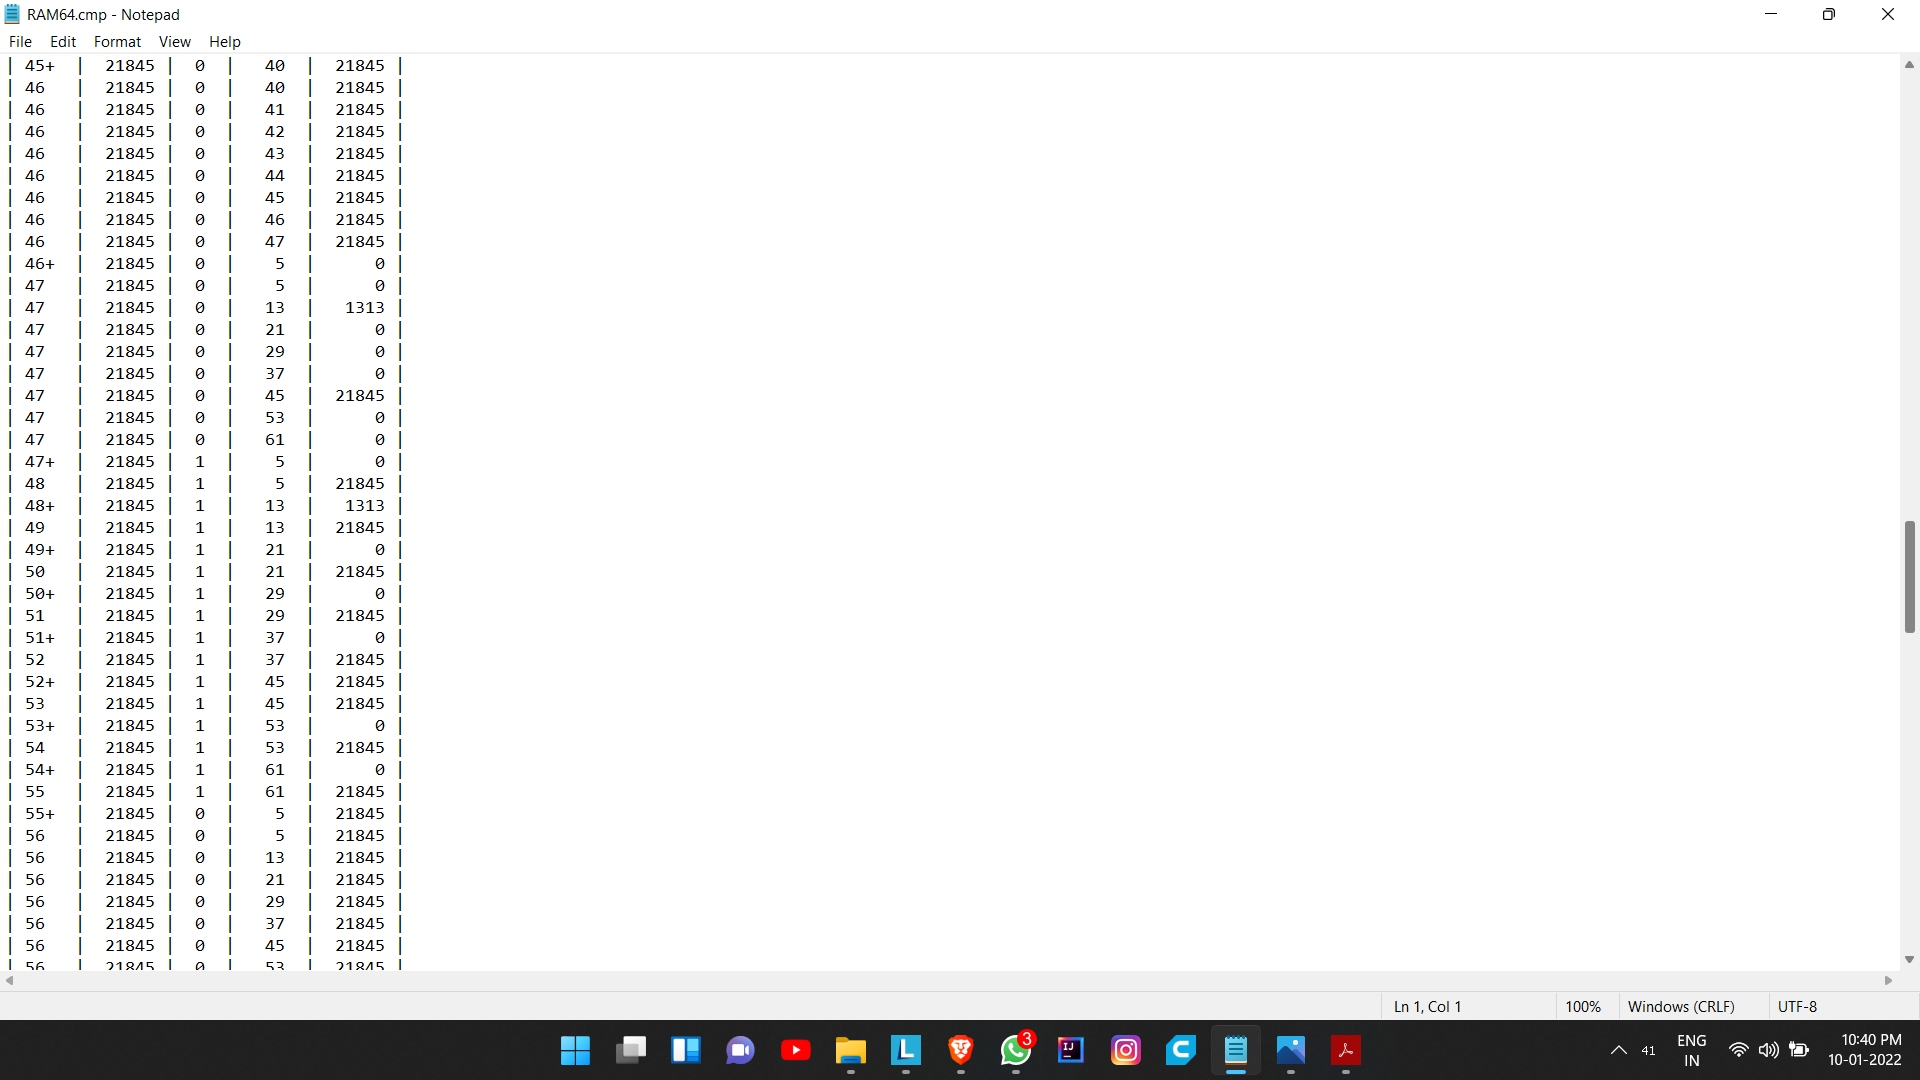 RAM64.cmp - Notepad
File Edit Format View Help
| 45+ | 21845 | 0 | 40 | 21845 |
| 46 | 21845 | 0 | 40 | 21845 |
| 46 | 21845 | 0 | 41 | 21845 |
| 46 | 21845 | 0 | 42 | 21845 |
| 46 | 21845 | 0 | 43 | 21845 |
| 46 | 21845 | 0 | 44 | 21845 |
| 46 | 21845 | 0 | 45 | 21845 |
| 46 | 21845 | 0 | 46 | 21845 |
| 46 | 21845 | 0 | 47 | 21845 |
| 46+ | 21845 | 0 | 5 | 0 |
| 47 | 21845 | 0 | 5 | 0 |
| 47 | 21845 | 0 | 13 | 1313 |
| 47 | 21845 | 0 | 21 | 0 |
| 47 | 21845 | 0 | 29 | 0 |
| 47 | 21845 | 0 | 37 | 0 |
| 47 | 21845 | 0 | 45 | 21845 |
| 47 | 21845 | 0 | 53 | 0 |
| 47 | 21845 | 0 | 61 | 0 |
| 47+ | 21845 | 1 | 5 | 0 |
| 48 | 21845 | 1 | 5 | 21845 |
| 48+ | 21845 | 1 | 13 | 1313 |
| 49 | 21845 | 1 | 13 | 21845 |
| 49+ | 21845 | 1 | 21 | 0 |
| 50 | 21845 | 1 | 21 | 21845 |
| 50+ | 21845 | 1 | 29 | 0 |
| 51 | 21845 | 1 | 29 | 21845 |
| 51+ | 21845 | 1 | 37 | 0 |
| 52 | 21845 | 1 | 37 | 21845 |
| 52+ | 21845 | 1 | 45 | 21845 |
| 53 | 21845 | 1 | 45 | 21845 |
| 53+ | 21845 | 1 | 53 | 0 |
| 54 | 21845 | 1 | 53 | 21845 |
| 54+ | 21845 | 1 | 61 | 0 |
| 55 | 21845 | 1 | 61 | 21845 |
| 55+ | 21845 | 0 | 5 | 21845 |
| 56 | 21845 | 0 | 5 | 21845 |
| 56 | 21845 | 0 | 13 | 21845 |
| 56 | 21845 | 0 | 21 | 21845 |
| 56 | 21845 | 0 | 29 | 21845 |
| 56 | 21845 | 0 | 37 | 21845 |
| 56 | 21845 | 0 | 45 | 21845 |
| 56 | 21845 | 0 | 53 | 21845 |
Ln 1, Col 1 100% Windows (CRLF) UTF-8
L 3 IJ 41 ENG IN 10:40 PM
10-01-2022